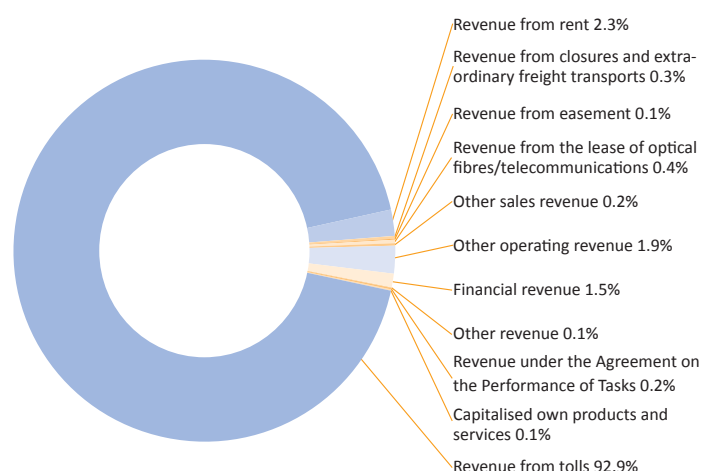 Revenue from rent 2.3%
Revenue from closures and extra-
ordinary freight transports 0.3%
Revenue from easement 0.1%
Revenue from the lease of optical
fibres/telecommunications 0.4%
Other sales revenue 0.2%
Other operating revenue 1.9%
Financial revenue 1.5%
Other revenue 0.1%
Revenue under the Agreement on
the Performance of Tasks 0.2%
Capitalised own products and
services 0.1%
Revenue from tolls 92.9%